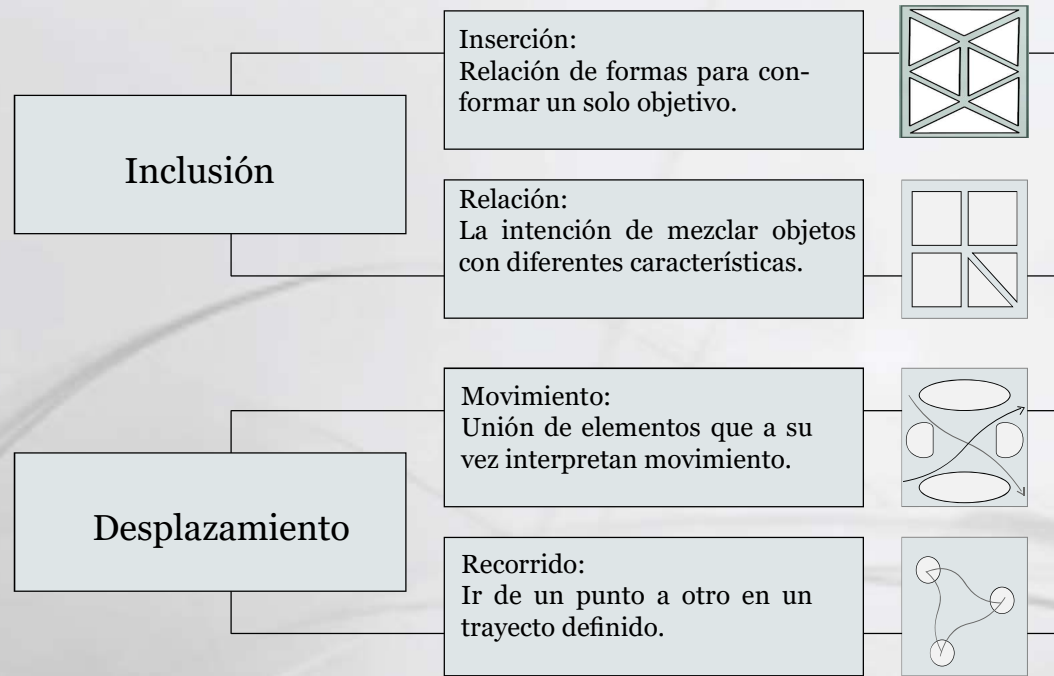 Inclusión
Inserción:
Relación de formas para con-
formar un solo objetivo.
Relación:
La intención de mezclar objetos
con diferentes características.
Desplazamiento
Movimiento:
Unión de elementos que a su
vez interpretan movimiento.
Recorrido:
Ir de un punto a otro en un
trayecto definido.